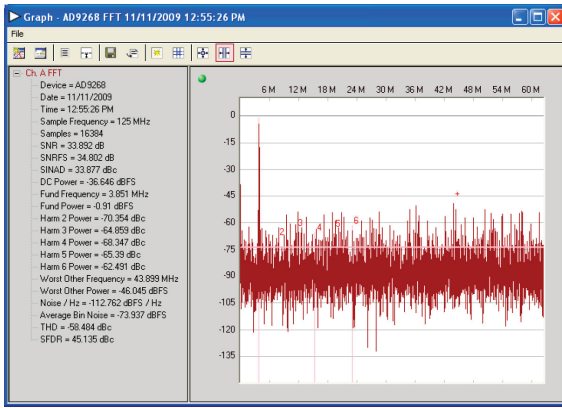 Graph - AD9268 FFT 11/11/2009 12:55:26 PM
File
Ch. A FFT
Device = AD9268
Date = 11/11/2009
Time = 12:55:26 PM
Sample Frequency = 125 MHz
Samples = 16384
SNR = 33.892 dB
SNRFS = 34.802 dB
SINAD = 33.877 dBc
DC Power = -36.646 dBFS
Fund Frequency = 3.851 MHz
Fund Power = -0.91 dBFS
Harm 2 Power = -70.354 dBc
Harm 3 Power = -64.859 dBc
Harm 4 Power = -68.347 dBc
Harm 5 Power = -65.39 dBc
Harm 6 Power = -62.491 dBc
Worst Other Frequency = 43.899 MHz
Worst Other Power = -46.045 dBFS
Noise / Hz = -112.762 dBFS / Hz
Average Bin Noise = -73.937 dBFS
THD = -58.484 dBc
SFDR = 45.135 dBc
6 M 12 M 18 M 24 M 30 M 36 M 42 M 48 M 54 M 60 M
0
-15
-30
-45
+
-60
2 3 4 5 6
-75
-90
-105
-120
-135